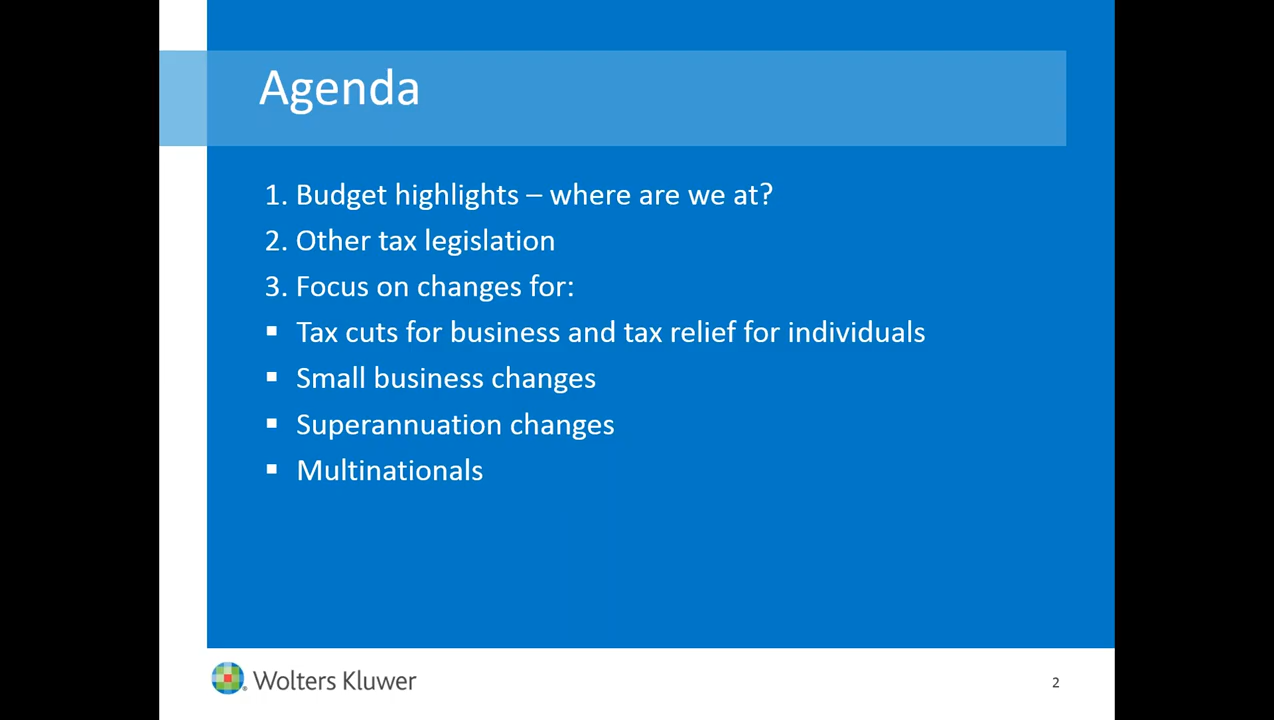 Agenda
1. Budget highlights – where are we at?
2. Other tax legislation
3. Focus on changes for:
▪ Tax cuts for business and tax relief for individuals
▪ Small business changes
▪ Superannuation changes
▪ Multinationals
Wolters Kluwer
2